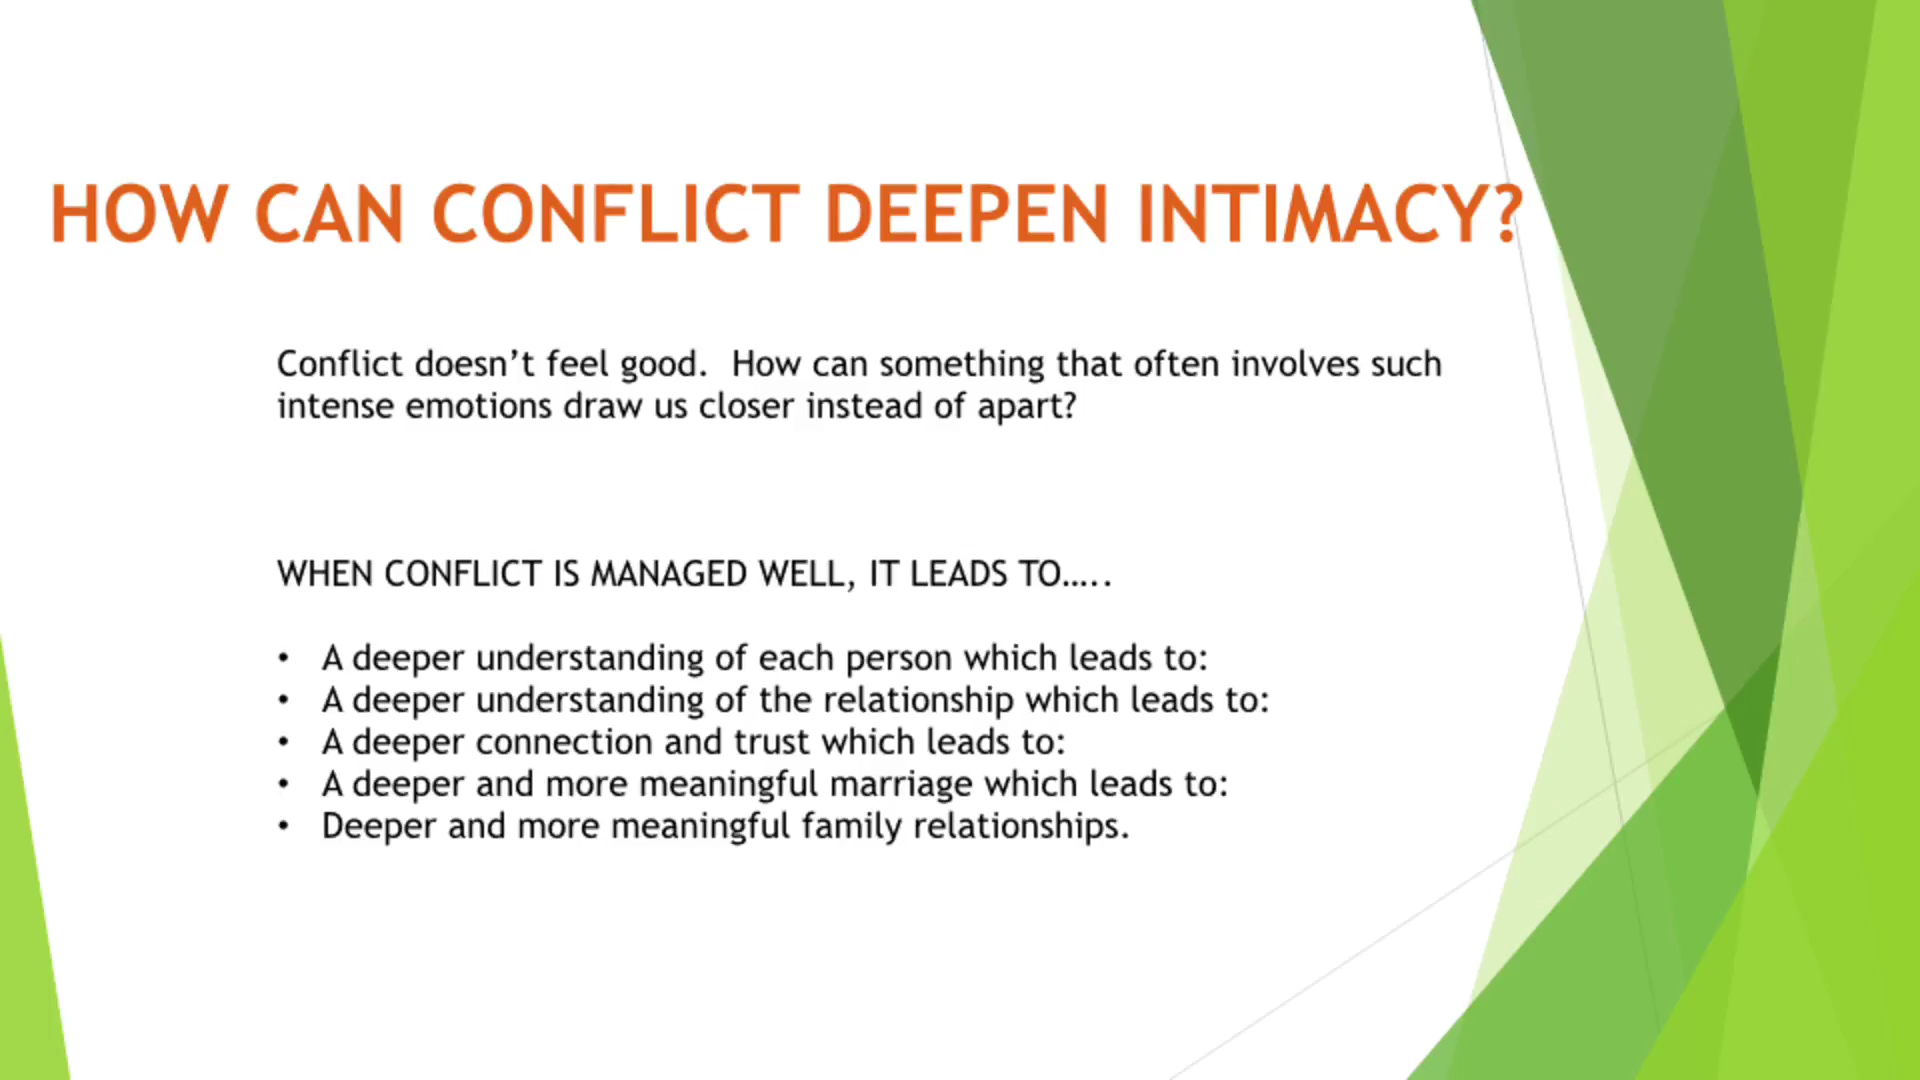 HOW CAN CONFLICT DEEPEN INTIMACY?
Conflict doesn’t feel good.  How can something that often involves such
intense emotions draw us closer instead of apart?
WHEN CONFLICT IS MANAGED WELL, IT LEADS TO…..
• A deeper understanding of each person which leads to:
• A deeper understanding of the relationship which leads to:
• A deeper connection and trust which leads to:
• A deeper and more meaningful marriage which leads to:
• Deeper and more meaningful family relationships.